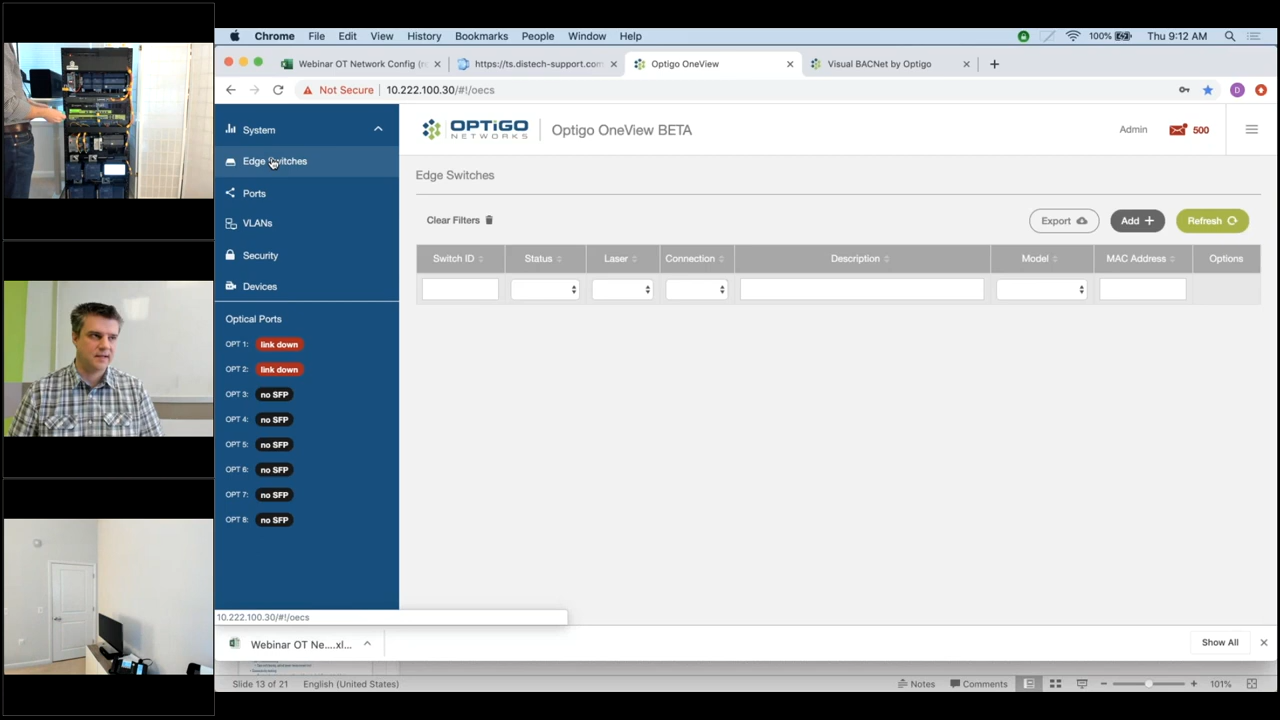 Chrome File Edit View History Bookmarks People Window Help 100% Thu 9:12 AM
Webinar OT Network Config (r https://ts.distech-support.com Optigo OneView Visual BACNet by Optigo
Not Secure 10.222.100.30/#!/oecs
System
Edge Switches
Ports
VLANs
Security
Devices
Optical Ports
OPT 1: link down
OPT 2: link down
OPT 3: no SFP
OPT 4: no SFP
OPT 5: no SFP
OPT 6: no SFP
OPT 7: no SFP
OPT 8: no SFP
10.222.100.30/#!/oecs
OPTIGO NETWORKS Optigo OneView BETA Admin 500
Edge Switches
Clear Filters Export Add + Refresh
Switch ID Status Laser Connection Description Model MAC Address Options
Webinar OT Ne....xl... Show All
Slide 13 of 21 English (United States) Notes Comments 101%